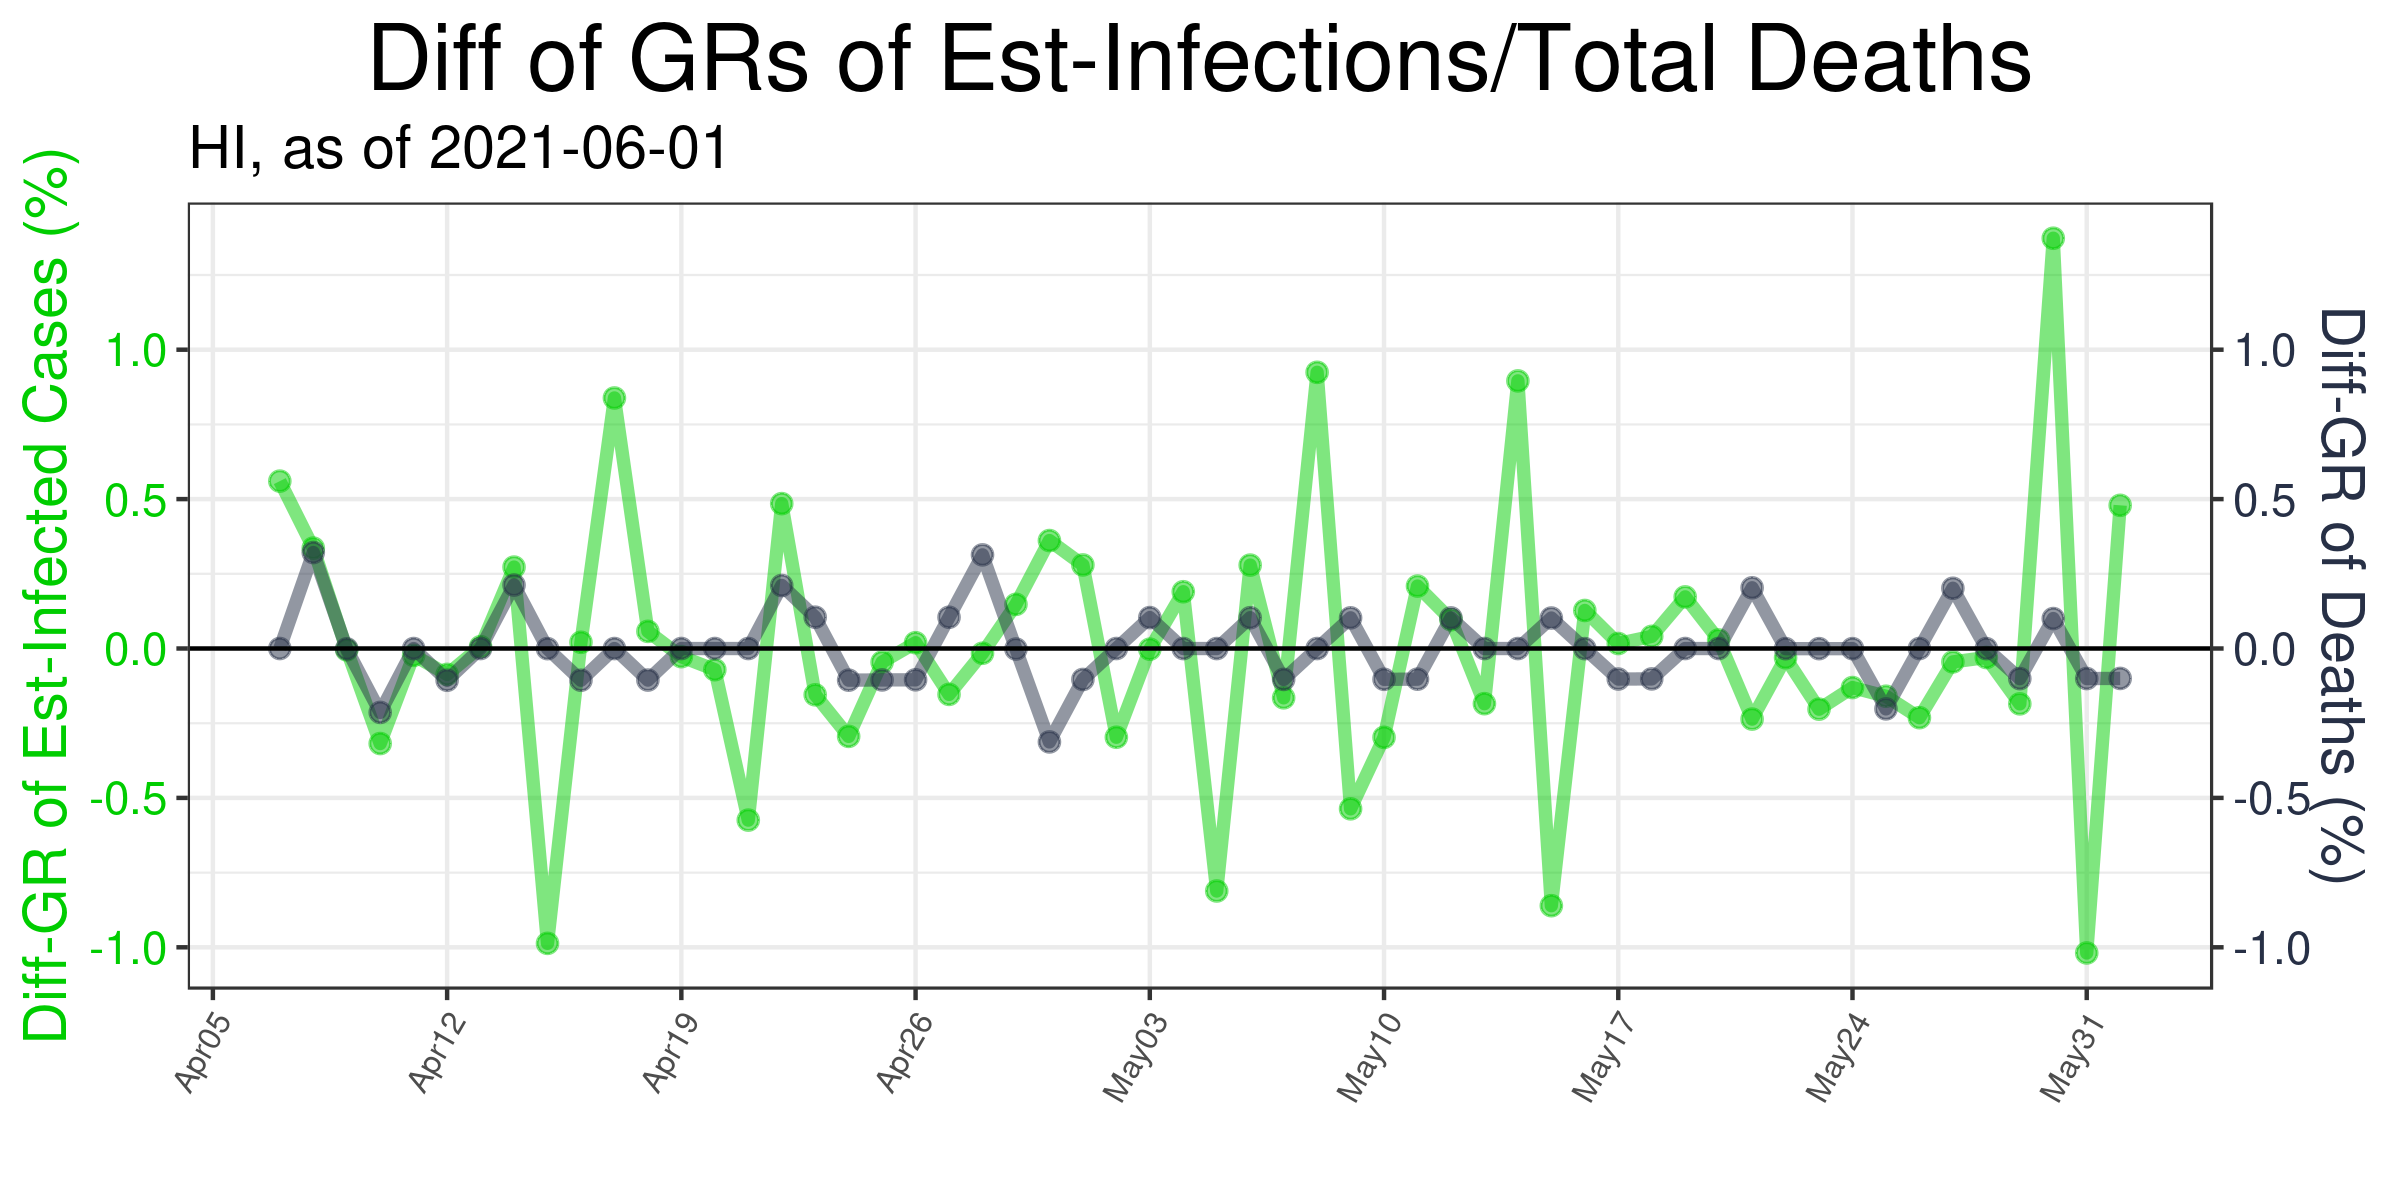 Diff of GRs of Est-Infections/Total Deaths
HI, as of 2021-06-01
Diff-GR of Est-Infected Cases (%)
1.0
0.5
0.0
-0.5
-1.0
1.0
0.5
0.0
-0.5
-1.0
Diff-GR of Deaths (%)
Apr05
Apr12
Apr19
Apr26
May03
May10
May17
May24
May31